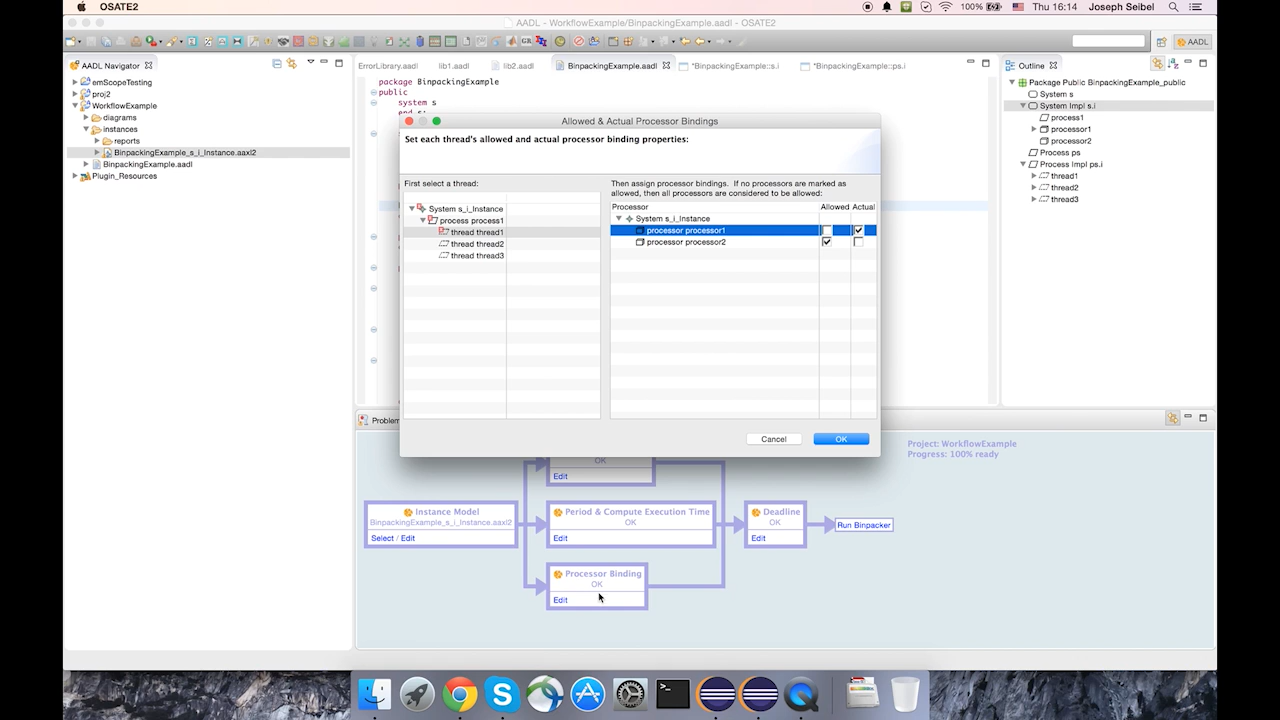 OSATE2
100%
Thu 16:14
Joseph Seibel
AADL - WorkflowExample/BinpackingExample.aadl - OSATE2
AADL
AADL Navigator
emScopeTesting
proj2
WorkflowExample
diagrams
instances
reports
BinpackingExample_s_i_Instance.aaxl2
BinpackingExample.aadl
Plugin_Resources
ErrorLibrary.aadl
lib1.aadl
lib2.aadl
BinpackingExample.aadl
*BinpackingExample::s.i
*BinpackingExample::ps.i
package BinpackingExample
public
system s
end s;
Outline
Package Public BinpackingExample_public
System s
System Impl s.i
process1
processor1
processor2
Process ps
Process Impl ps.i
thread1
thread2
thread3
Allowed & Actual Processor Bindings
Set each thread's allowed and actual processor binding properties:
First select a thread:
System s_i_Instance
process process1
thread thread1
thread thread2
thread thread3
Then assign processor bindings. If no processors are marked as
allowed, then all processors are considered to be allowed:
Processor
Allowed
Actual
System s_i_Instance
processor processor1
processor processor2
Cancel
OK
Problem
Project: WorkflowExample
Progress: 100% ready
OK
Edit
Instance Model
BinpackingExample_s_i_Instance.aaxl2
Select / Edit
Period & Compute Execution Time
OK
Edit
Deadline
OK
Edit
Run Binpacker
Processor Binding
OK
Edit